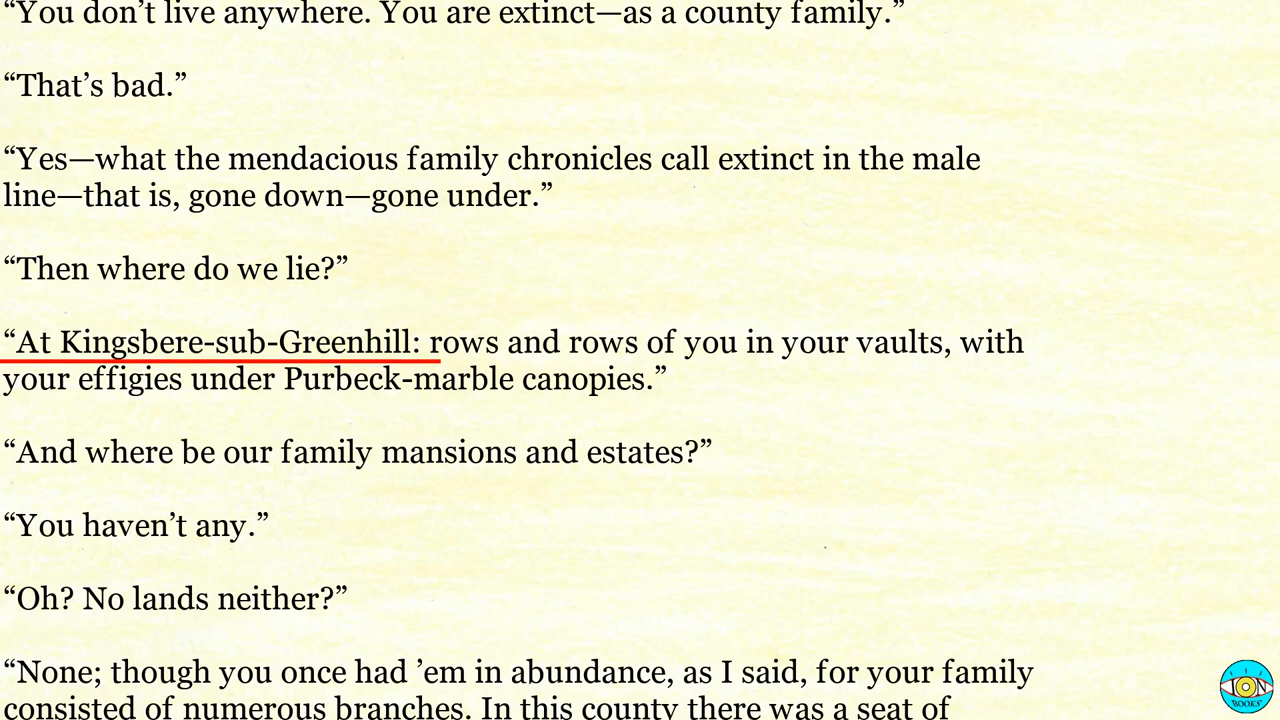 “You don’t live anywhere. You are extinct—as a county family.”
“That’s bad.”
“Yes—what the mendacious family chronicles call extinct in the male
line—that is, gone down—gone under.”
“Then where do we lie?”
“At Kingsbere-sub-Greenhill: rows and rows of you in your vaults, with
your effigies under Purbeck-marble canopies.”
“And where be our family mansions and estates?”
“You haven’t any.”
“Oh? No lands neither?”
“None; though you once had ’em in abundance, as I said, for your family
consisted of numerous branches. In this county there was a seat of
ION
BOOKS